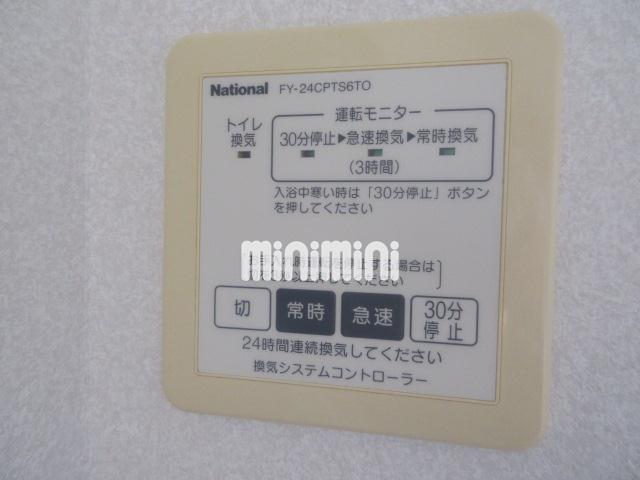 National FY-24CPTS6TO
運転モニター
トイレ
換気
30分停止▶急速換気▶常時換気
(3時間)
入浴中寒い時は「30分停止」ボタン
を押してください
minimini
場合は
ください
切 常時 急速 30分
停止
24時間連続換気してください
換気システムコントローラー